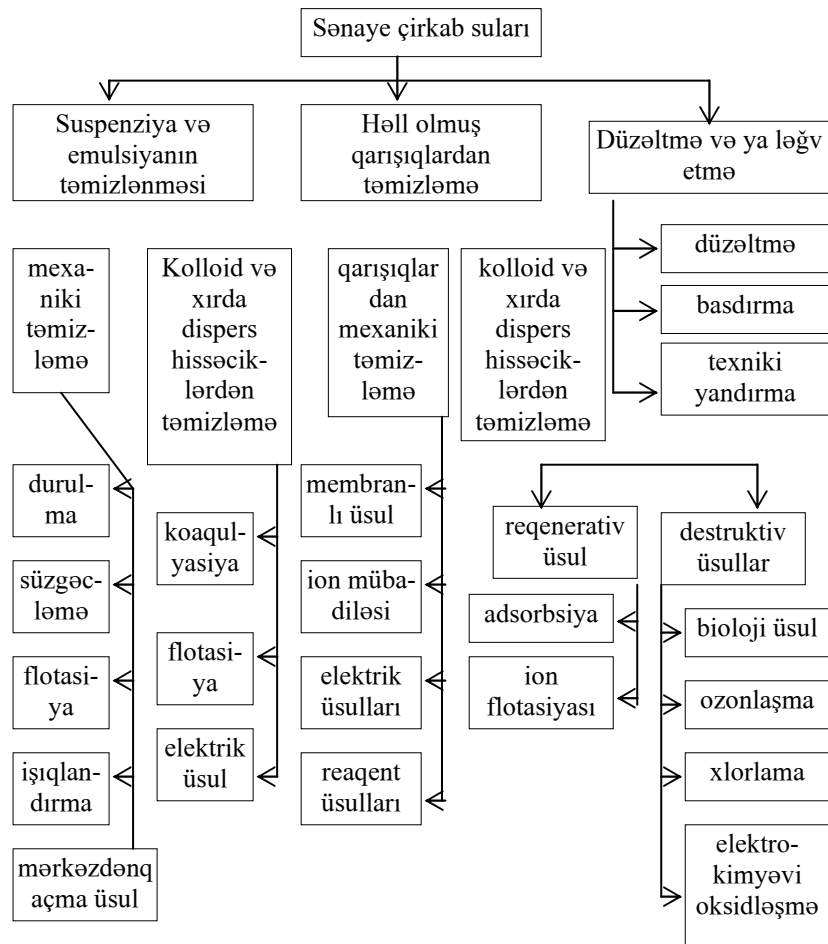 Sənaye çirkab suları
Suspenziya və
emulsiyanın
təmizlənməsi
Həll olmuş
qarışıqlardan
təmizləmə
Düzəltmə və ya ləğv
etmə
düzəltmə
basdırma
texniki
yandırma
mexa-
niki
təmiz-
ləmə
Kolloid və
xırda
dispers
hissəcik-
lərdən
təmizləmə
qarışıqlar
dan
mexaniki
təmiz-
ləmə
kolloid və
xırda
dispers
hissəcik-
lərdən
təmizləmə
durul-
ma
süzgəc-
ləmə
flotasi-
ya
işıqlan-
dırma
mərkəzdənq
açma üsul
koaqul-
yasiya
flotasi-
ya
elektrik
üsul
membran-
lı üsul
ion müba-
diləsi
elektrik
üsulları
reaqent
üsulları
reqenerativ
üsul
adsorbsiya
ion
flotasiyası
destruktiv
üsullar
bioloji üsul
ozonlaşma
xlorlama
elektro-
kimyəvi
oksidləşmə